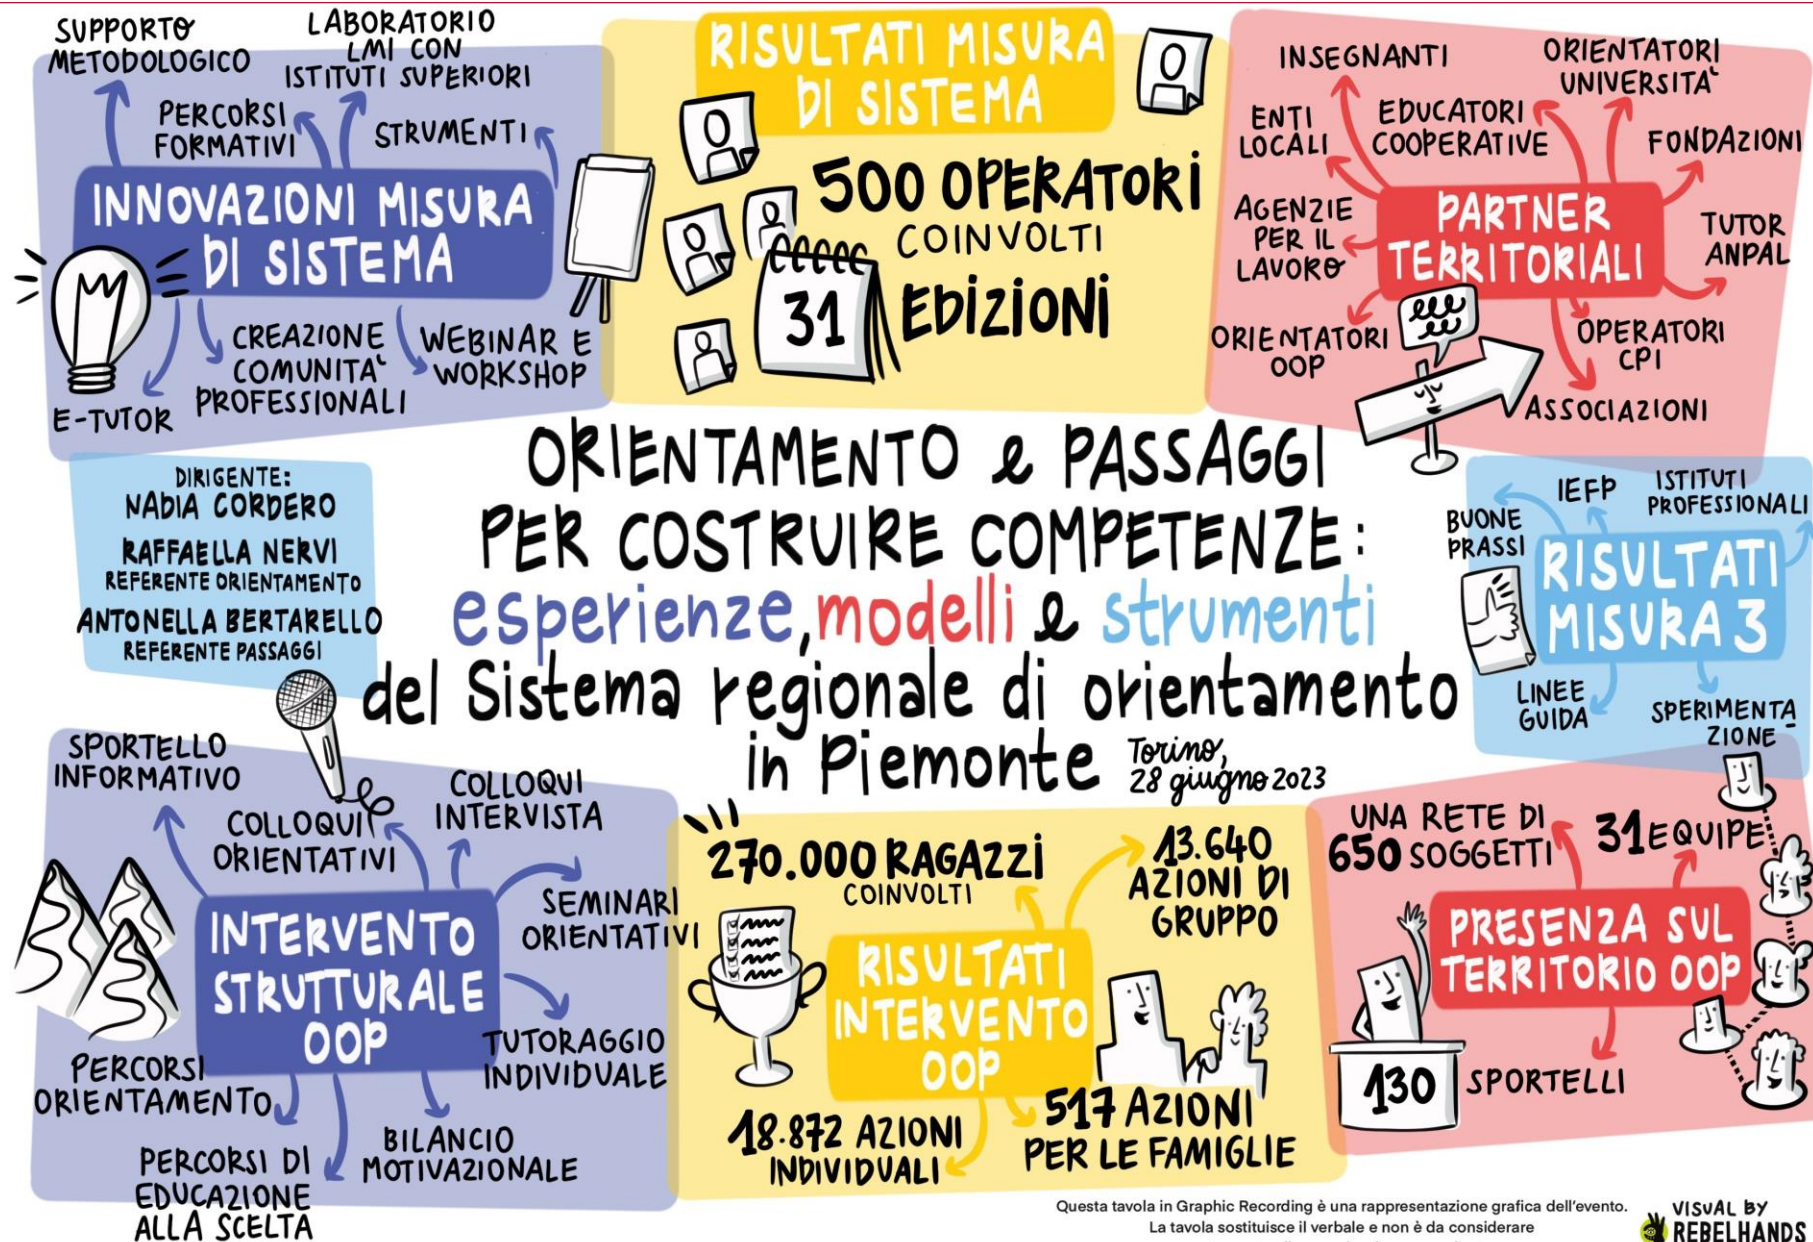 SUPPORTO
METODOLOGICO
LABORATORIO
LMI CON
ISTITUTI SUPERIORI
PERCORSI
FORMATIVI
STRUMENTI
INNOVAZIONI MISURA
DI SISTEMA
E-TUTOR
CREAZIONE
COMUNITA'
PROFESSIONALI
WEBINAR E
WORKSHOP
RISULTATI MISURA
DI SISTEMA
500 OPERATORI
COINVOLTI
31 EDIZIONI
INSEGNANTI
ORIENTATORI
UNIVERSITA'
ENTI
LOCALI
EDUCATORI
COOPERATIVE
FONDAZIONI
AGENZIE
PER IL
LAVORO
PARTNER
TERRITORIALI
TUTOR
ANPAL
ORIENTATORI
OOP
OPERATORI
CPI
ASSOCIAZIONI
DIRIGENTE:
NADIA CORDERO
RAFFAELLA NERVI
REFERENTE ORIENTAMENTO
ANTONELLA BERTARELLO
REFERENTE PASSAGGI
ORIENTAMENTO e PASSAGGI
PER COSTRUIRE COMPETENZE:
esperienze, modelli e strumenti
del Sistema regionale di orientamento
in Piemonte
Torino,
28 giugno 2023
BUONE
PRASSI
IEFP
ISTITUTI
PROFESSIONALI
RISULTATI
MISURA 3
LINEE
GUIDA
SPERIMENTA
ZIONE
SPORTELLO
INFORMATIVO
COLLOQUI
ORIENTATIVI
COLLOQUI
INTERVISTA
SEMINARI
ORIENTATIVI
INTERVENTO
STRUTTURALE
OOP
TUTORAGGIO
INDIVIDUALE
PERCORSI
ORIENTAMENTO
PERCORSI DI
EDUCAZIONE
ALLA SCELTA
BILANCIO
MOTIVAZIONALE
270.000 RAGAZZI
COINVOLTI
13.640
AZIONI DI
GRUPPO
RISULTATI
INTERVENTO
OOP
18.872 AZIONI
INDIVIDUALI
517 AZIONI
PER LE FAMIGLIE
UNA RETE DI
650 SOGGETTI
31 EQUIPE
PRESENZA SUL
TERRITORIO OOP
130 SPORTELLI
Questa tavola in Graphic Recording è una rappresentazione grafica dell'evento.
La tavola sostituisce il verbale e non è da considerare
VISUAL BY
REBELHANDS